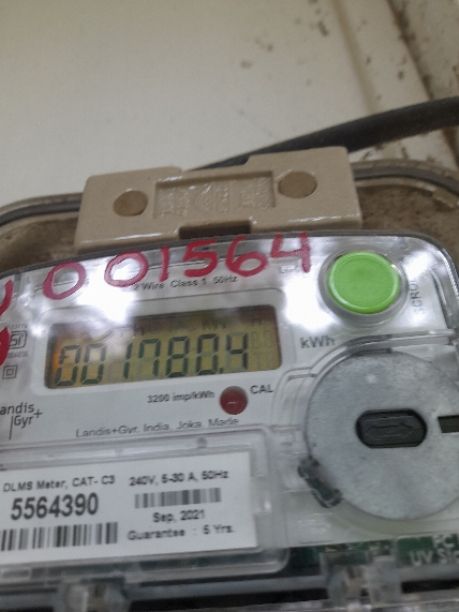 001564
2 Wire Class 1 50Hz
001780.4
kWh
3200 imp/kWh
CAL
Landis+
Gyr
Landis+Gyr, India, Joka, Made
DLMS Meter, CAT- C3
240V, 5-30 A, 50Hz
5564390
Sep, 2021
Guarantee : 5 Yrs.